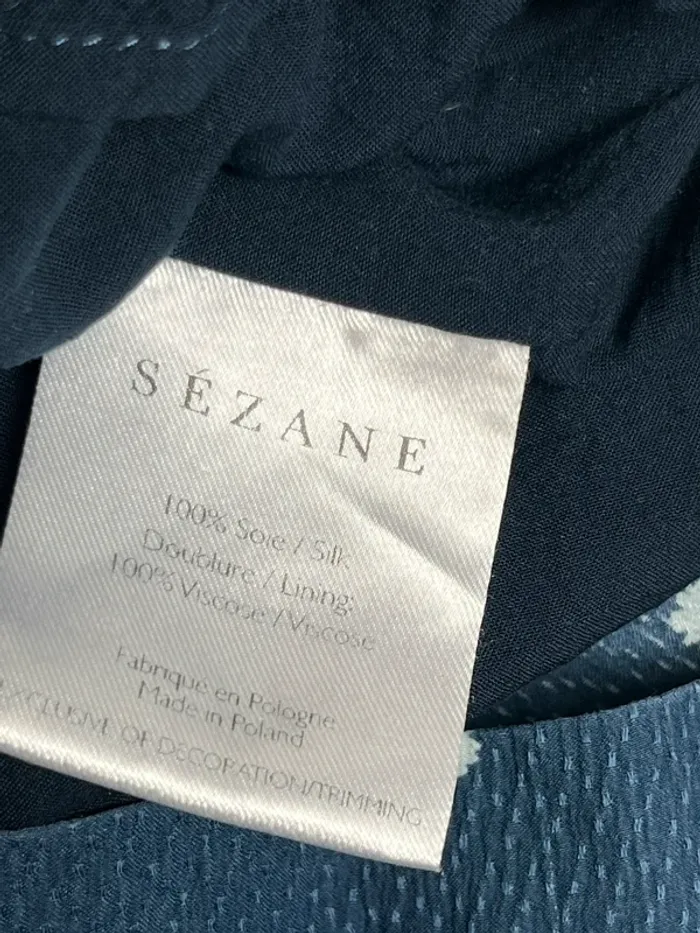 SÉZANE
100% Soie / Silk
Doublure / Lining:
100% Viscose / Viscose
Fabriqué en Pologne
Made in Poland
EXCLUSIVE OF DECORATION/TRIMMING